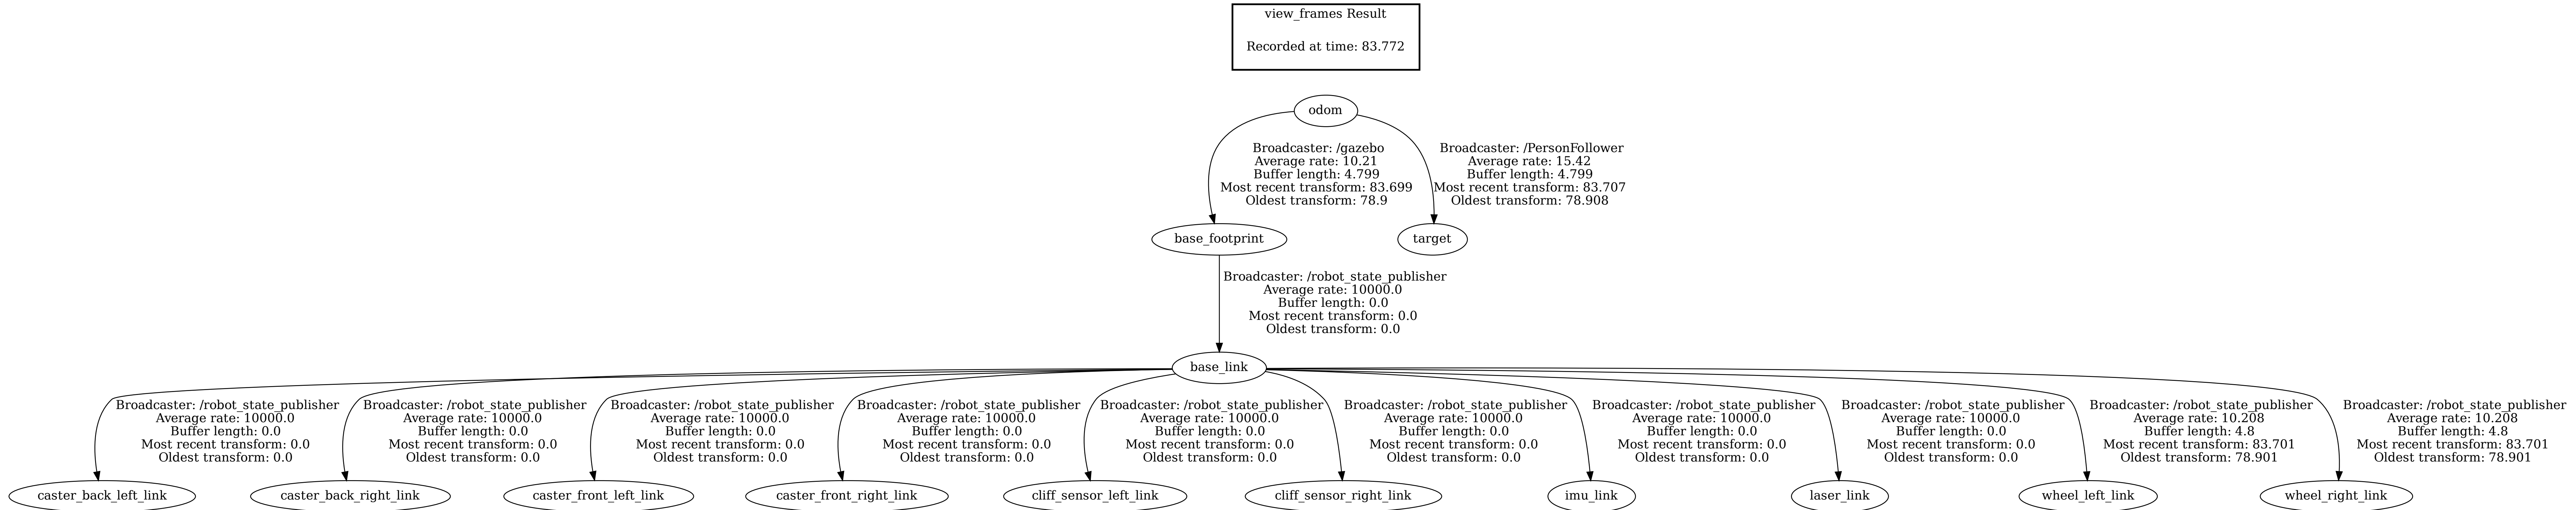 view_frames Result
Recorded at time: 83.772
odom
Broadcaster: /gazebo
Average rate: 10.21
Buffer length: 4.799
Most recent transform: 83.699
Oldest transform: 78.9
Broadcaster: /PersonFollower
Average rate: 15.42
Buffer length: 4.799
Most recent transform: 83.707
Oldest transform: 78.908
base_footprint
target
Broadcaster: /robot_state_publisher
Average rate: 10000.0
Buffer length: 0.0
Most recent transform: 0.0
Oldest transform: 0.0
base_link
Broadcaster: /robot_state_publisher
Average rate: 10000.0
Buffer length: 0.0
Most recent transform: 0.0
Oldest transform: 0.0
Broadcaster: /robot_state_publisher
Average rate: 10000.0
Buffer length: 0.0
Most recent transform: 0.0
Oldest transform: 0.0
Broadcaster: /robot_state_publisher
Average rate: 10000.0
Buffer length: 0.0
Most recent transform: 0.0
Oldest transform: 0.0
Broadcaster: /robot_state_publisher
Average rate: 10000.0
Buffer length: 0.0
Most recent transform: 0.0
Oldest transform: 0.0
Broadcaster: /robot_state_publisher
Average rate: 10000.0
Buffer length: 0.0
Most recent transform: 0.0
Oldest transform: 0.0
Broadcaster: /robot_state_publisher
Average rate: 10000.0
Buffer length: 0.0
Most recent transform: 0.0
Oldest transform: 0.0
Broadcaster: /robot_state_publisher
Average rate: 10000.0
Buffer length: 0.0
Most recent transform: 0.0
Oldest transform: 0.0
Broadcaster: /robot_state_publisher
Average rate: 10000.0
Buffer length: 0.0
Most recent transform: 0.0
Oldest transform: 0.0
Broadcaster: /robot_state_publisher
Average rate: 10.208
Buffer length: 4.8
Most recent transform: 83.701
Oldest transform: 78.901
Broadcaster: /robot_state_publisher
Average rate: 10.208
Buffer length: 4.8
Most recent transform: 83.701
Oldest transform: 78.901
caster_back_left_link
caster_back_right_link
caster_front_left_link
caster_front_right_link
cliff_sensor_left_link
cliff_sensor_right_link
imu_link
laser_link
wheel_left_link
wheel_right_link